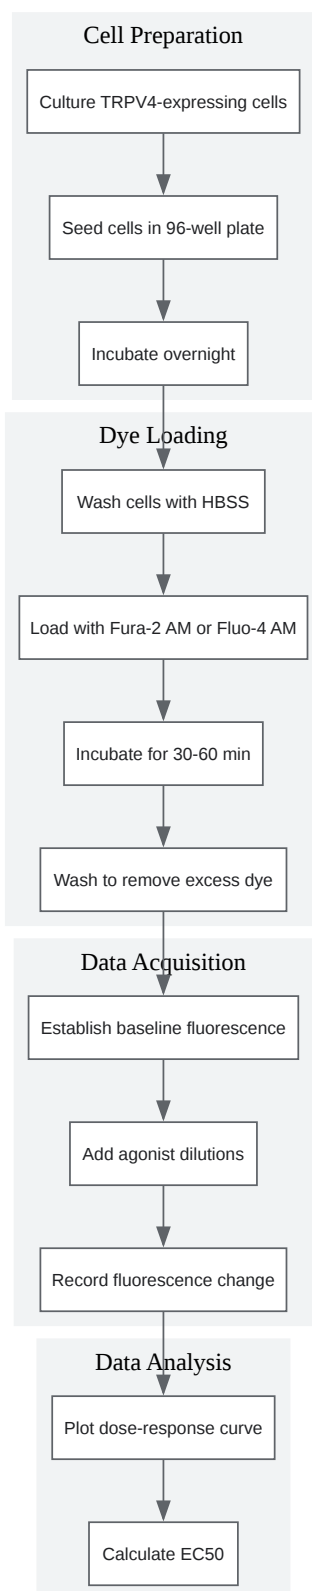 Cell Preparation
Culture TRPV4-expressing cells
Seed cells in 96-well plate
Incubate overnight
Dye Loading
Wash cells with HBSS
Load with Fura-2 AM or Fluo-4 AM
Incubate for 30-60 min
Wash to remove excess dye
Data Acquisition
Establish baseline fluorescence
Add agonist dilutions
Record fluorescence change
Data Analysis
Plot dose-response curve
Calculate EC50